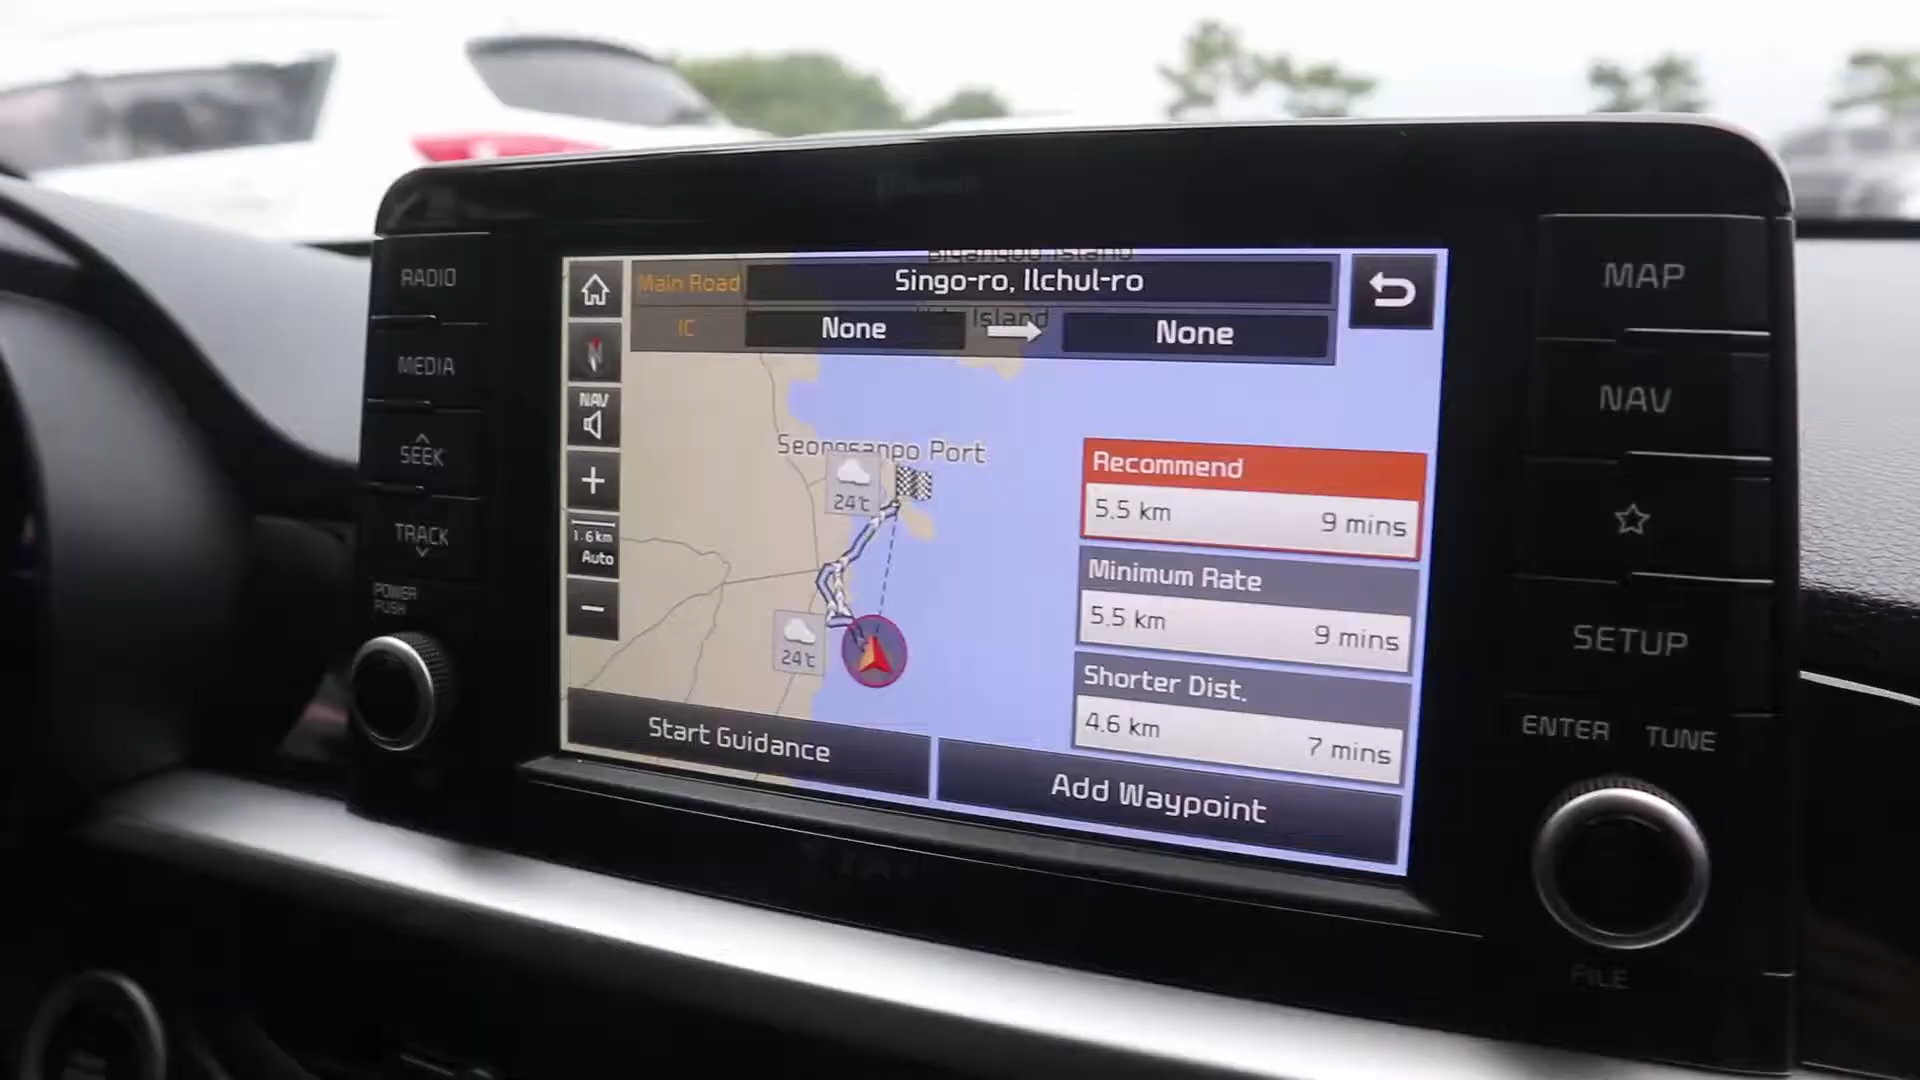 RADIO
MEDIA
SEEK
TRACK
POWER
PUSH
Main Road
Singo-ro, Ilchul-ro
IC
None
Island
None
NAV
1.6 km
Auto
Seongsanpo Port
24℃
24℃
Recommend
5.5 km
9 mins
Minimum Rate
5.5 km
9 mins
Shorter Dist.
4.6 km
7 mins
Start Guidance
Add Waypoint
MAP
NAV
SETUP
ENTER TUNE
FILE